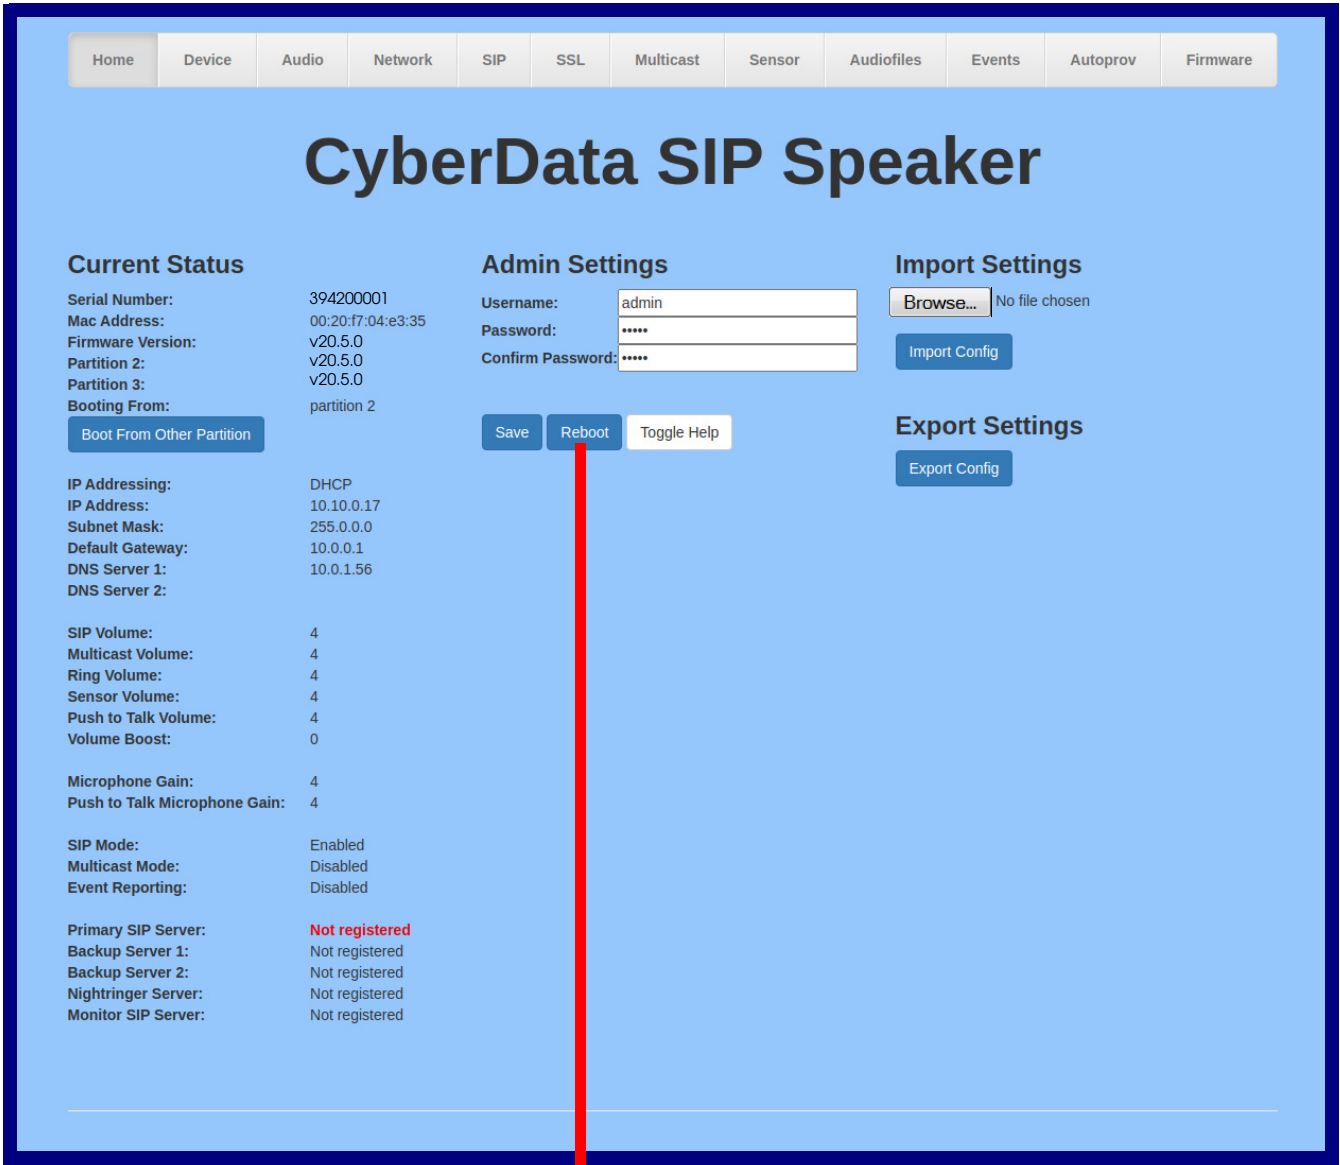 Home Device Audio Network SIP SSL Multicast Sensor Audiofiles Events Autoprov Firmware
CyberData SIP Speaker
Current Status
Serial Number: 394200001
Mac Address: 00:20:f7:04:e3:35
Firmware Version: v20.5.0
Partition 2: v20.5.0
Partition 3: v20.5.0
Booting From: partition 2
Boot From Other Partition
IP Addressing: DHCP
IP Address: 10.10.0.17
Subnet Mask: 255.0.0.0
Default Gateway: 10.0.0.1
DNS Server 1: 10.0.1.56
DNS Server 2:
SIP Volume: 4
Multicast Volume: 4
Ring Volume: 4
Sensor Volume: 4
Push to Talk Volume: 4
Volume Boost: 0
Microphone Gain: 4
Push to Talk Microphone Gain: 4
SIP Mode: Enabled
Multicast Mode: Disabled
Event Reporting: Disabled
Primary SIP Server: Not registered
Backup Server 1: Not registered
Backup Server 2: Not registered
Nightringer Server: Not registered
Monitor SIP Server: Not registered
Admin Settings
Username: admin
Password: •••••
Confirm Password: •••••
Save Reboot Toggle Help
Import Settings
Browse... No file chosen
Import Config
Export Settings
Export Config